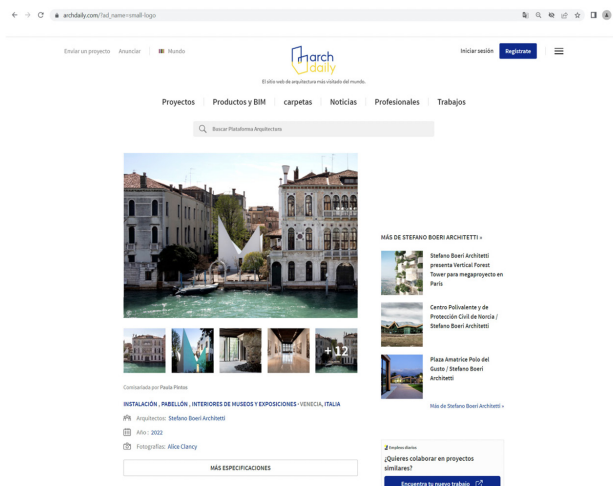 archdaily.com/?ad_name=small-logo
Enviar un proyecto Anunciar Mundo
arch
daily
Iniciar sesión Regístrate
El sitio web de arquitectura más visitado del mundo.
Proyectos Productos y BIM carpetas Noticias Profesionales Trabajos
Buscar Plataforma Arquitectura
+ 12
Comisariada por Paula Pintos
INSTALACIÓN , PABELLÓN , INTERIORES DE MUSEOS Y EXPOSICIONES · VENECIA, ITALIA
Arquitectos: Stefano Boeri Architetti
Año : 2022
Fotografías: Alice Clancy
MÁS ESPECIFICACIONES
MÁS DE STEFANO BOERI ARCHITETTI »
Stefano Boeri Architetti
presenta Vertical Forest
Tower para megaproyecto en
París
Centro Polivalente y de
Protección Civil de Norcia /
Stefano Boeri Architetti
Plaza Amatrice Polo del
Gusto / Stefano Boeri
Architetti
Más de Stefano Boeri Architetti »
Empleos diarios
¿Quieres colaborar en proyectos
similares?
Encuentra tu nuevo trabajo